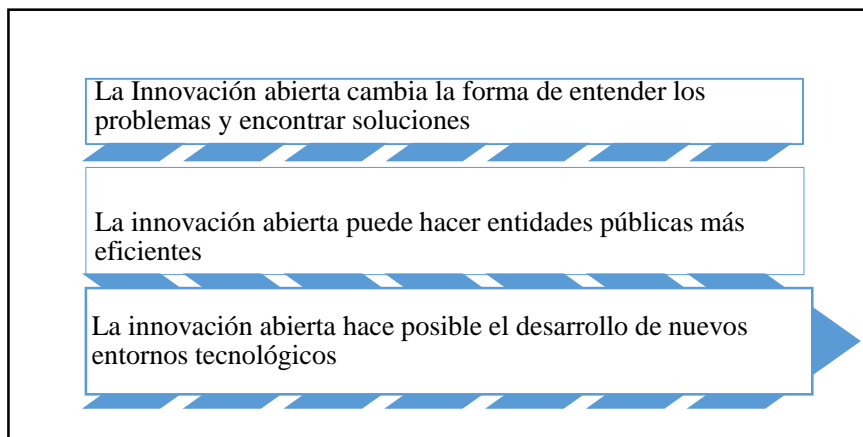 La Innovación abierta cambia la forma de entender los
problemas y encontrar soluciones
La innovación abierta puede hacer entidades públicas más
eficientes
La innovación abierta hace posible el desarrollo de nuevos
entornos tecnológicos